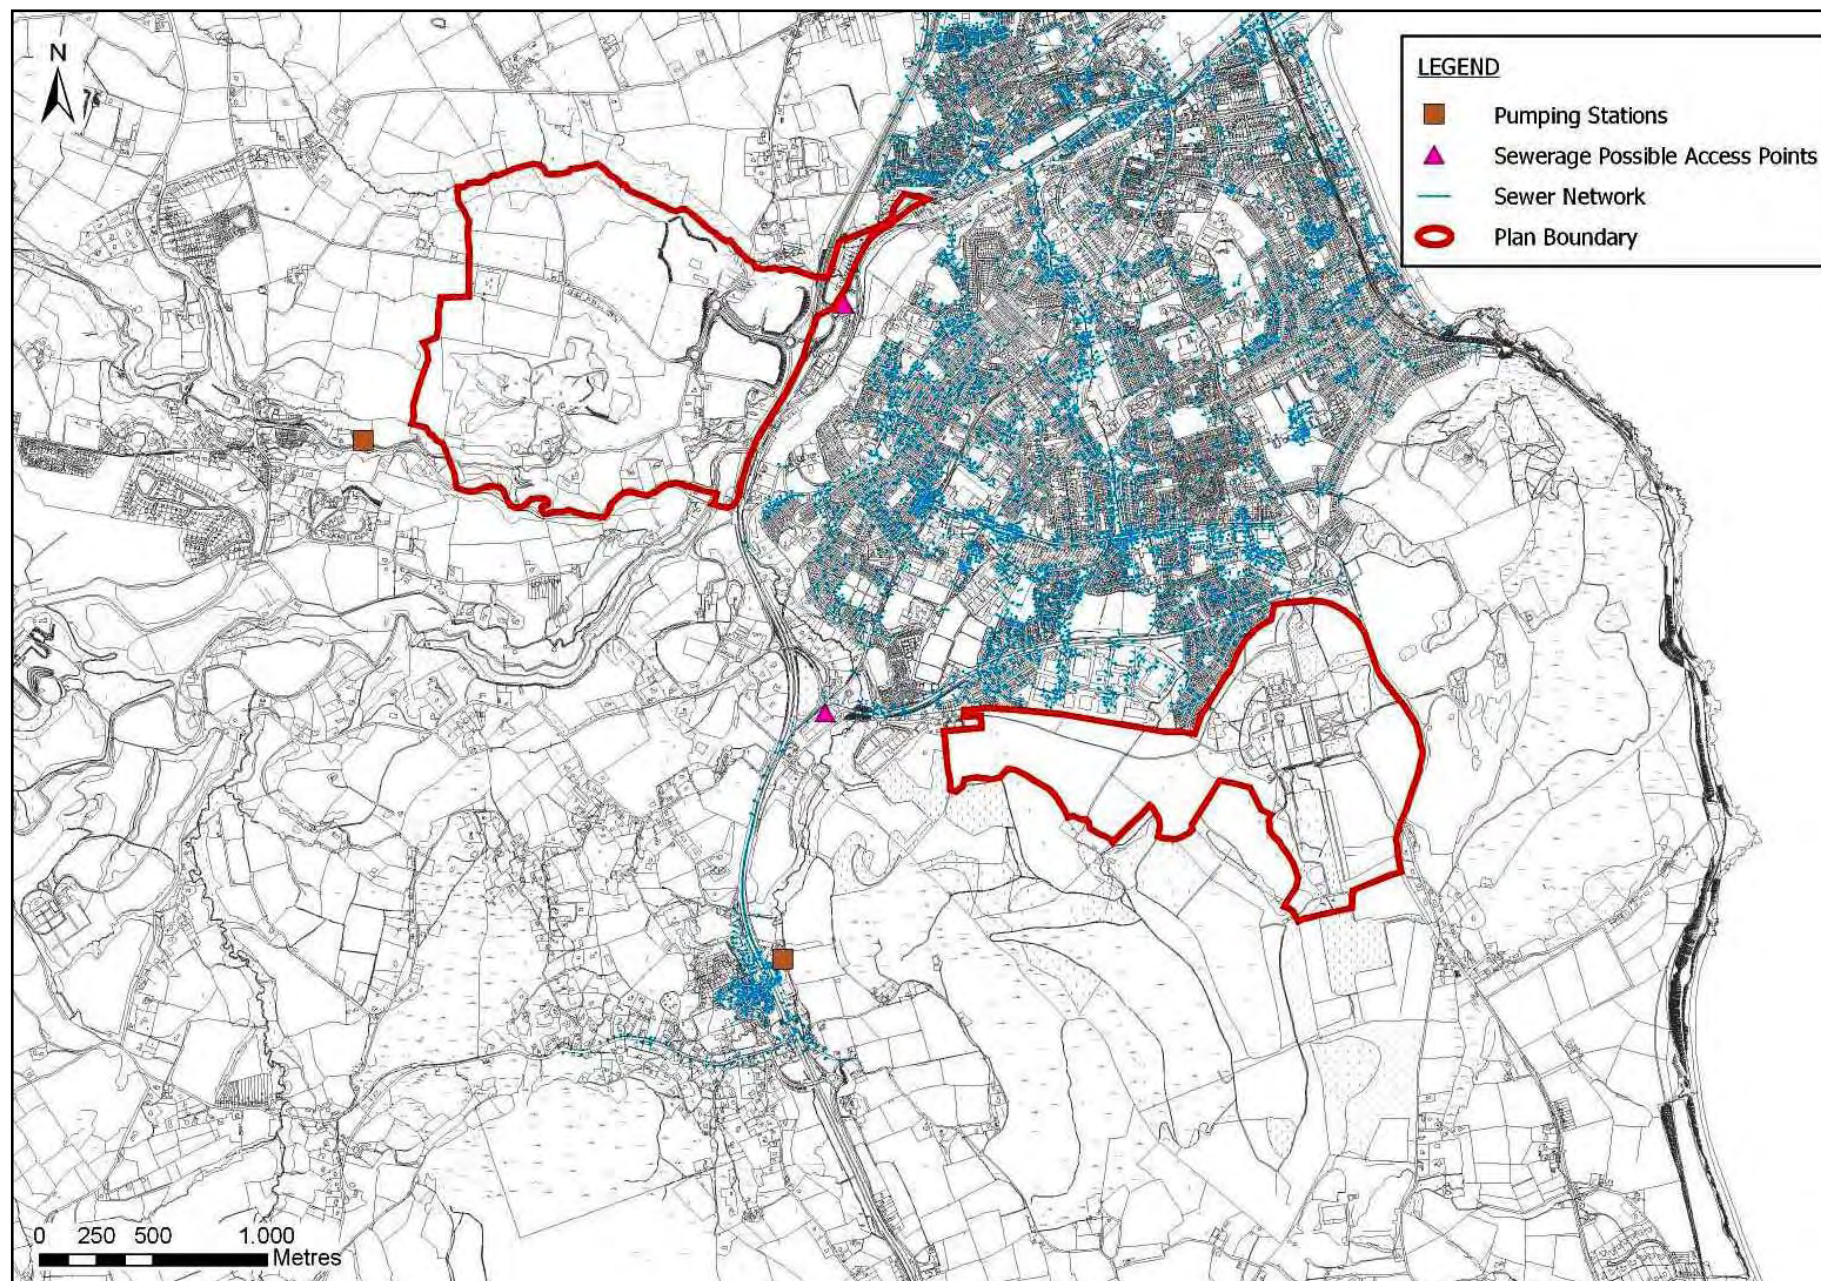 N
LEGEND
Pumping Stations
Sewerage Possible Access Points
Sewer Network
Plan Boundary
0 250 500 1.000
Metres